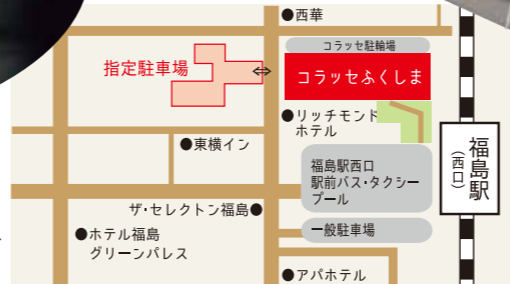 ●西華
コラッセ駐輪場
指定駐車場
コラッセふくしま
●リッチモンド
ホテル
●東横イン
福島駅
(西口)
福島駅西口
駅前バス・タクシー
プール
ザ・セレクトン福島●
一般駐車場
●ホテル福島
グリーンパレス
●アパホテル